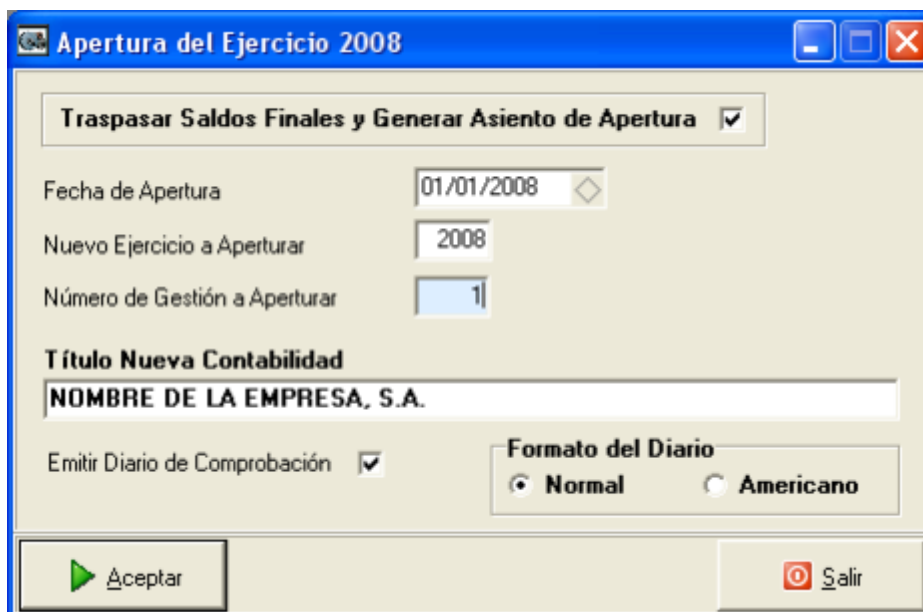 Apertura del Ejercicio 2008
Traspasar Saldos Finales y Generar Asiento de Apertura
Fecha de Apertura 01/01/2008
Nuevo Ejercicio a Aperturar 2008
Número de Gestión a Aperturar 1
Título Nueva Contabilidad
NOMBRE DE LA EMPRESA, S.A.
Emitir Diario de Comprobación
Formato del Diario
Normal Americano
Aceptar Salir